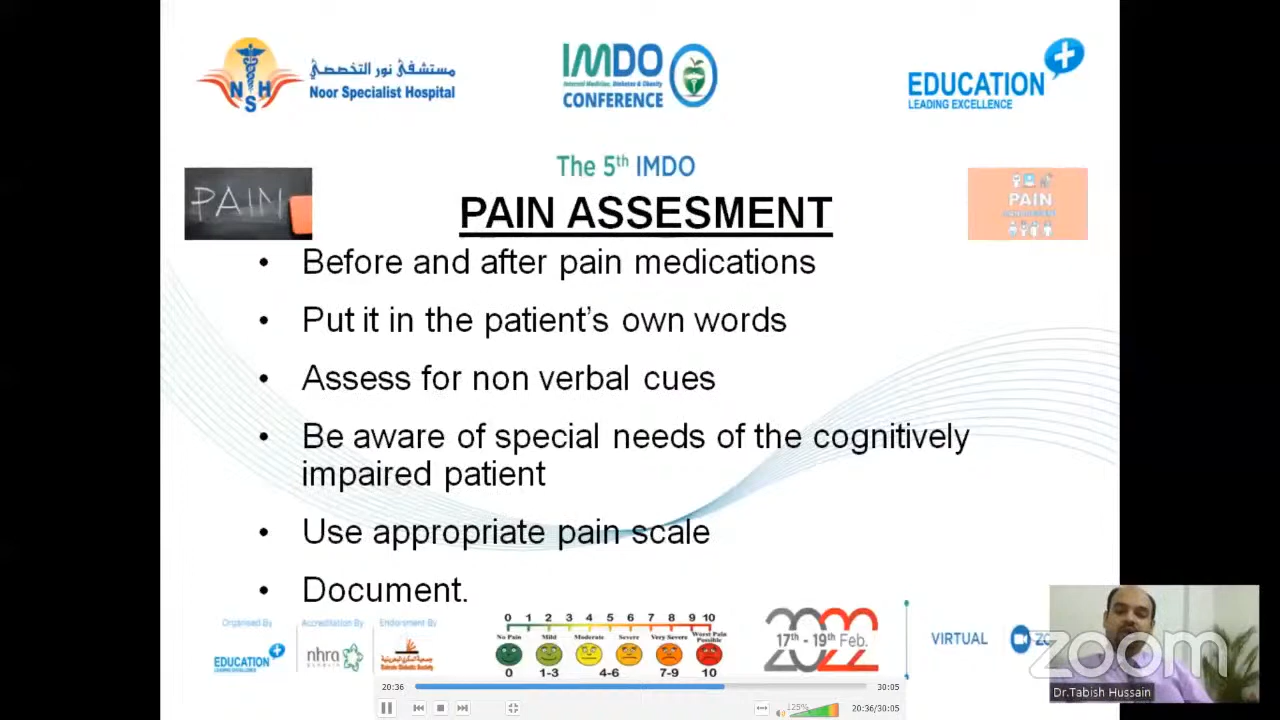 مستشفى نور التخصصي
NSH
Noor Specialist Hospital
IMDO
Internal Medicine, Diabetes & Obesity
CONFERENCE
EDUCATION
LEADING EXCELLENCE
The 5th IMDO
PAIN
PAIN
PAIN ASSESMENT
• Before and after pain medications
• Put it in the patient's own words
• Assess for non verbal cues
• Be aware of special needs of the cognitively
impaired patient
• Use appropriate pain scale
• Document.
Organised By
Accreditation By
Endorsement By
EDUCATION
LEADING EXCELLENCE
nhra
0 1 2 3 4 5 6 7 8 9 10
No Pain Mild Moderate Severe Very Severe Worst Pain Possible
0 1-3 4-6 7-9 10
2022
17th - 19th Feb.
2022
VIRTUAL
zoom
Dr.Tabish Hussain
20:36
30:05
125%
20:36/30:05